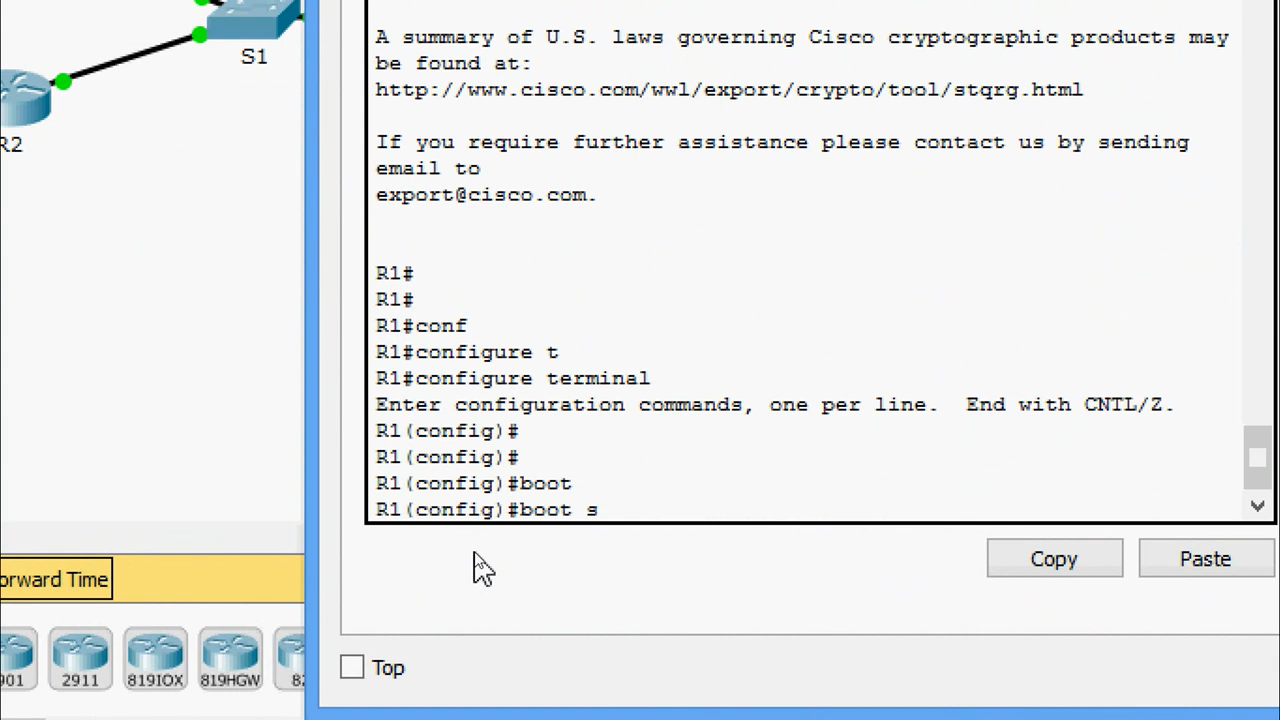 S1
R2
A summary of U.S. laws governing Cisco cryptographic products may
be found at:
http://www.cisco.com/wwl/export/crypto/tool/stqrg.html
If you require further assistance please contact us by sending
email to
export@cisco.com.
R1#
R1#
R1#conf
R1#configure t
R1#configure terminal
Enter configuration commands, one per line.  End with CNTL/Z.
R1(config)#
R1(config)#
R1(config)#boot
R1(config)#boot s
Copy
Paste
Top
orward Time
901
2911
819IOX
819HGW
82